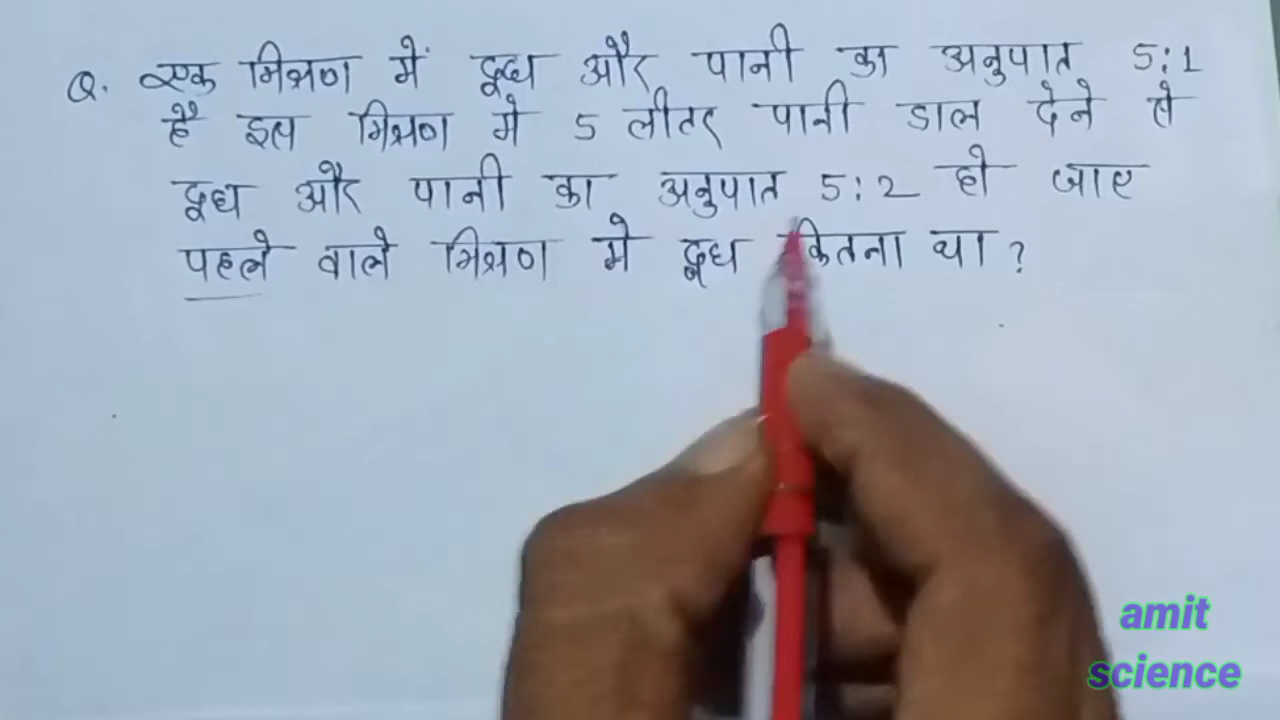 Q. एक मिश्रण में दूध और पानी का अनुपात 5:1
है इस मिश्रण मे 5 लीटर पानी डाल देने से
दूध और पानी का अनुपात 5:2 हो जाए
पहले वाले मिश्रण मे दूध कितना था?
amit
science